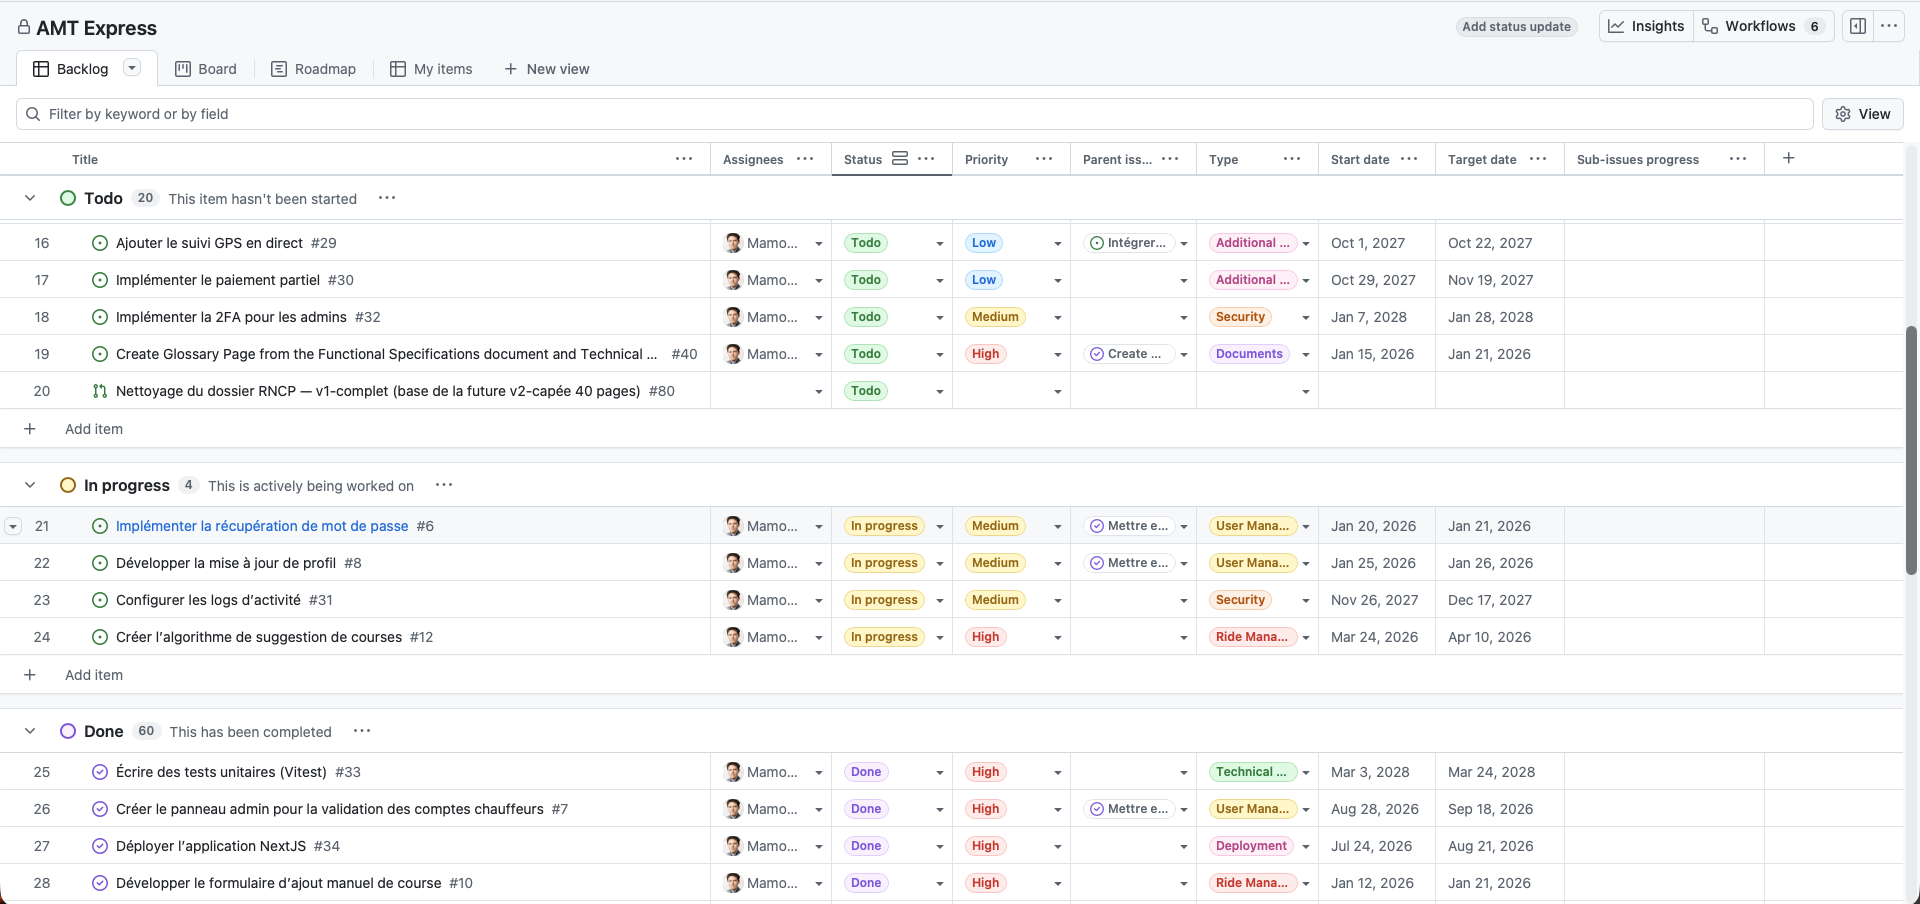 AMT Express
Add status update
Insights
Workflows 6
Backlog
Board
Roadmap
My items
New view
Filter by keyword or by field
View
Title Assignees Status Priority Parent iss... Type Start date Target date Sub-issues progress
Todo 20 This item hasn't been started
16 Ajouter le suivi GPS en direct #29 Mamo... Todo Low Intégrer... Additional ... Oct 1, 2027 Oct 22, 2027
17 Implémenter le paiement partiel #30 Mamo... Todo Low Additional ... Oct 29, 2027 Nov 19, 2027
18 Implémenter la 2FA pour les admins #32 Mamo... Todo Medium Security Jan 7, 2028 Jan 28, 2028
19 Create Glossary Page from the Functional Specifications document and Technical ... #40 Mamo... Todo High Create ... Documents Jan 15, 2026 Jan 21, 2026
20 Nettoyage du dossier RNCP — v1-complet (base de la future v2-capée 40 pages) #80 Todo
Add item
In progress 4 This is actively being worked on
21 Implémenter la récupération de mot de passe #6 Mamo... In progress Medium Mettre e... User Mana... Jan 20, 2026 Jan 21, 2026
22 Développer la mise à jour de profil #8 Mamo... In progress Medium Mettre e... User Mana... Jan 25, 2026 Jan 26, 2026
23 Configurer les logs d'activité #31 Mamo... In progress Medium Security Nov 26, 2027 Dec 17, 2027
24 Créer l'algorithme de suggestion de courses #12 Mamo... In progress High Ride Mana... Mar 24, 2026 Apr 10, 2026
Add item
Done 60 This has been completed
25 Écrire des tests unitaires (Vitest) #33 Mamo... Done High Technical ... Mar 3, 2028 Mar 24, 2028
26 Créer le panneau admin pour la validation des comptes chauffeurs #7 Mamo... Done High Mettre e... User Mana... Aug 28, 2026 Sep 18, 2026
27 Déployer l'application NextJS #34 Mamo... Done High Deployment Jul 24, 2026 Aug 21, 2026
28 Développer le formulaire d'ajout manuel de course #10 Mamo... Done High Ride Mana... Jan 12, 2026 Jan 21, 2026